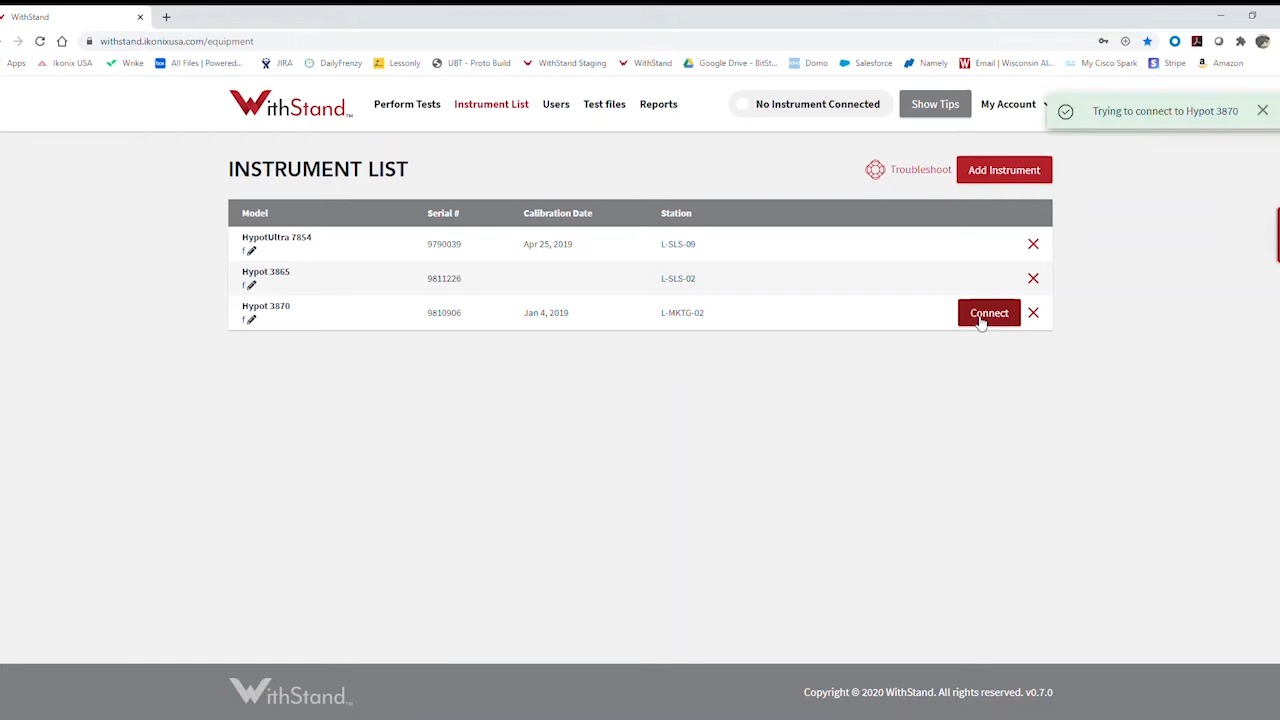 WithStand
withstand.ikonixusa.com/equipment
Apps Ikonix USA Wrike All Files | Powered... JIRA DailyFrenzy Lessonly UBT - Proto Build WithStand Staging WithStand Google Drive - BitSt... Domo Salesforce Namely Email | Wisconsin Al... My Cisco Spark Stripe Amazon
WithStand™ Perform Tests Instrument List Users Test files Reports No Instrument Connected Show Tips My Account
Trying to connect to Hypot 3870
INSTRUMENT LIST
Troubleshoot Add Instrument
Model Serial # Calibration Date Station
HypotUltra 7854
f
9790039 Apr 25, 2019 L-SLS-09
Hypot 3865
f
9811226 L-SLS-02
Hypot 3870
f
9810906 Jan 4, 2019 L-MKTG-02 Connect
WithStand™
Copyright © 2020 WithStand. All rights reserved. v0.7.0